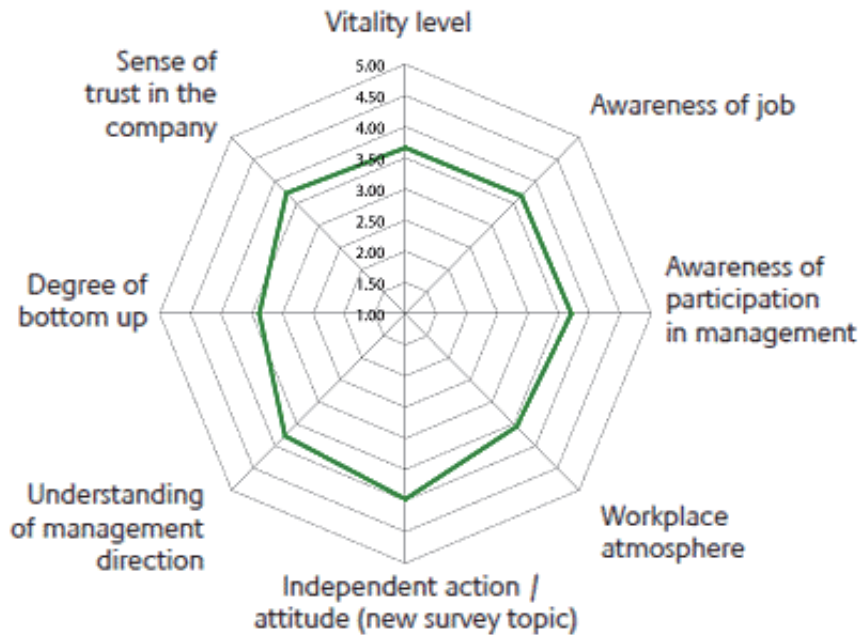 Vitality level
Sense of
trust in the
company
5.00
4.50
4.00
3.50
3.00
2.50
2.00
1.50
1.00
Awareness of job
Degree of
bottom up
Awareness of
participation
in management
Understanding
of management
direction
Workplace
atmosphere
Independent action /
attitude (new survey topic)